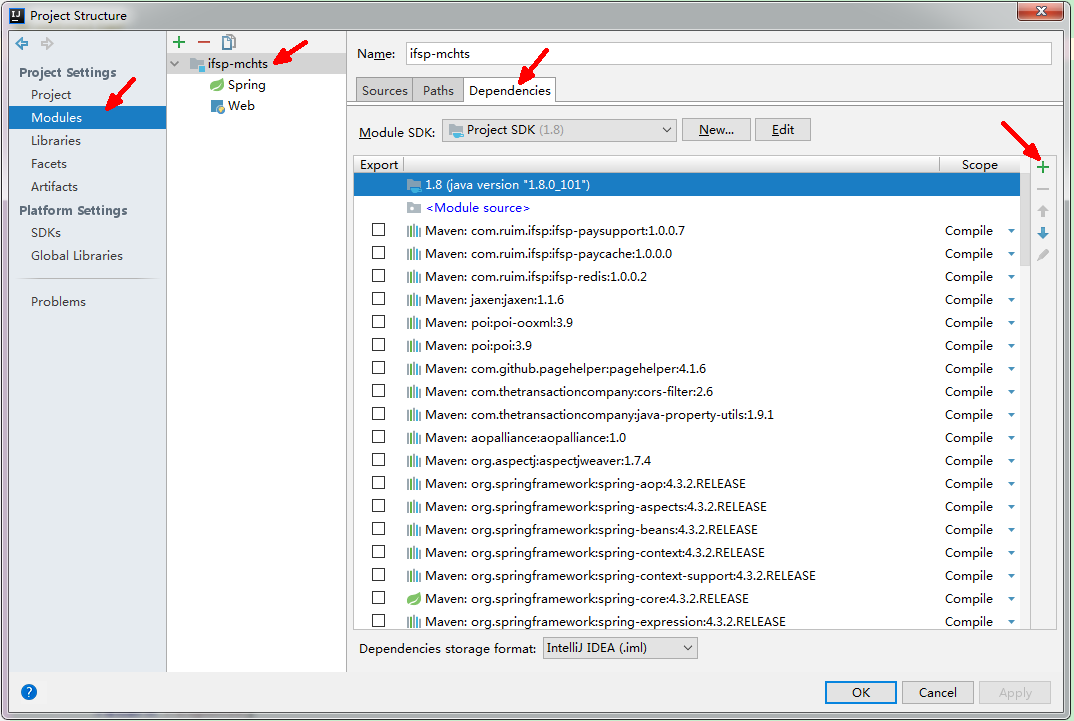 Project Structure
Project Settings
Project
Modules
Libraries
Facets
Artifacts
Platform Settings
SDKs
Global Libraries
Problems
ifsp-mchts
Spring
Web
Name: ifsp-mchts
Sources Paths Dependencies
Module SDK: Project SDK (1.8) New... Edit
Export Scope
1.8 (java version "1.8.0_101")
<Module source>
Maven: com.ruim.ifsp:ifsp-paysupport:1.0.0.7 Compile
Maven: com.ruim.ifsp:ifsp-paycache:1.0.0.0 Compile
Maven: com.ruim.ifsp:ifsp-redis:1.0.0.2 Compile
Maven: jaxen:jaxen:1.1.6 Compile
Maven: poi:poi-ooxml:3.9 Compile
Maven: poi:poi:3.9 Compile
Maven: com.github.pagehelper:pagehelper:4.1.6 Compile
Maven: com.thetransactioncompany:cors-filter:2.6 Compile
Maven: com.thetransactioncompany:java-property-utils:1.9.1 Compile
Maven: aopalliance:aopalliance:1.0 Compile
Maven: org.aspectj:aspectjweaver:1.7.4 Compile
Maven: org.springframework:spring-aop:4.3.2.RELEASE Compile
Maven: org.springframework:spring-aspects:4.3.2.RELEASE Compile
Maven: org.springframework:spring-beans:4.3.2.RELEASE Compile
Maven: org.springframework:spring-context:4.3.2.RELEASE Compile
Maven: org.springframework:spring-context-support:4.3.2.RELEASE Compile
Maven: org.springframework:spring-core:4.3.2.RELEASE Compile
Maven: org.springframework:spring-expression:4.3.2.RELEASE Compile
Dependencies storage format: IntelliJ IDEA (.iml)
? OK Cancel Apply